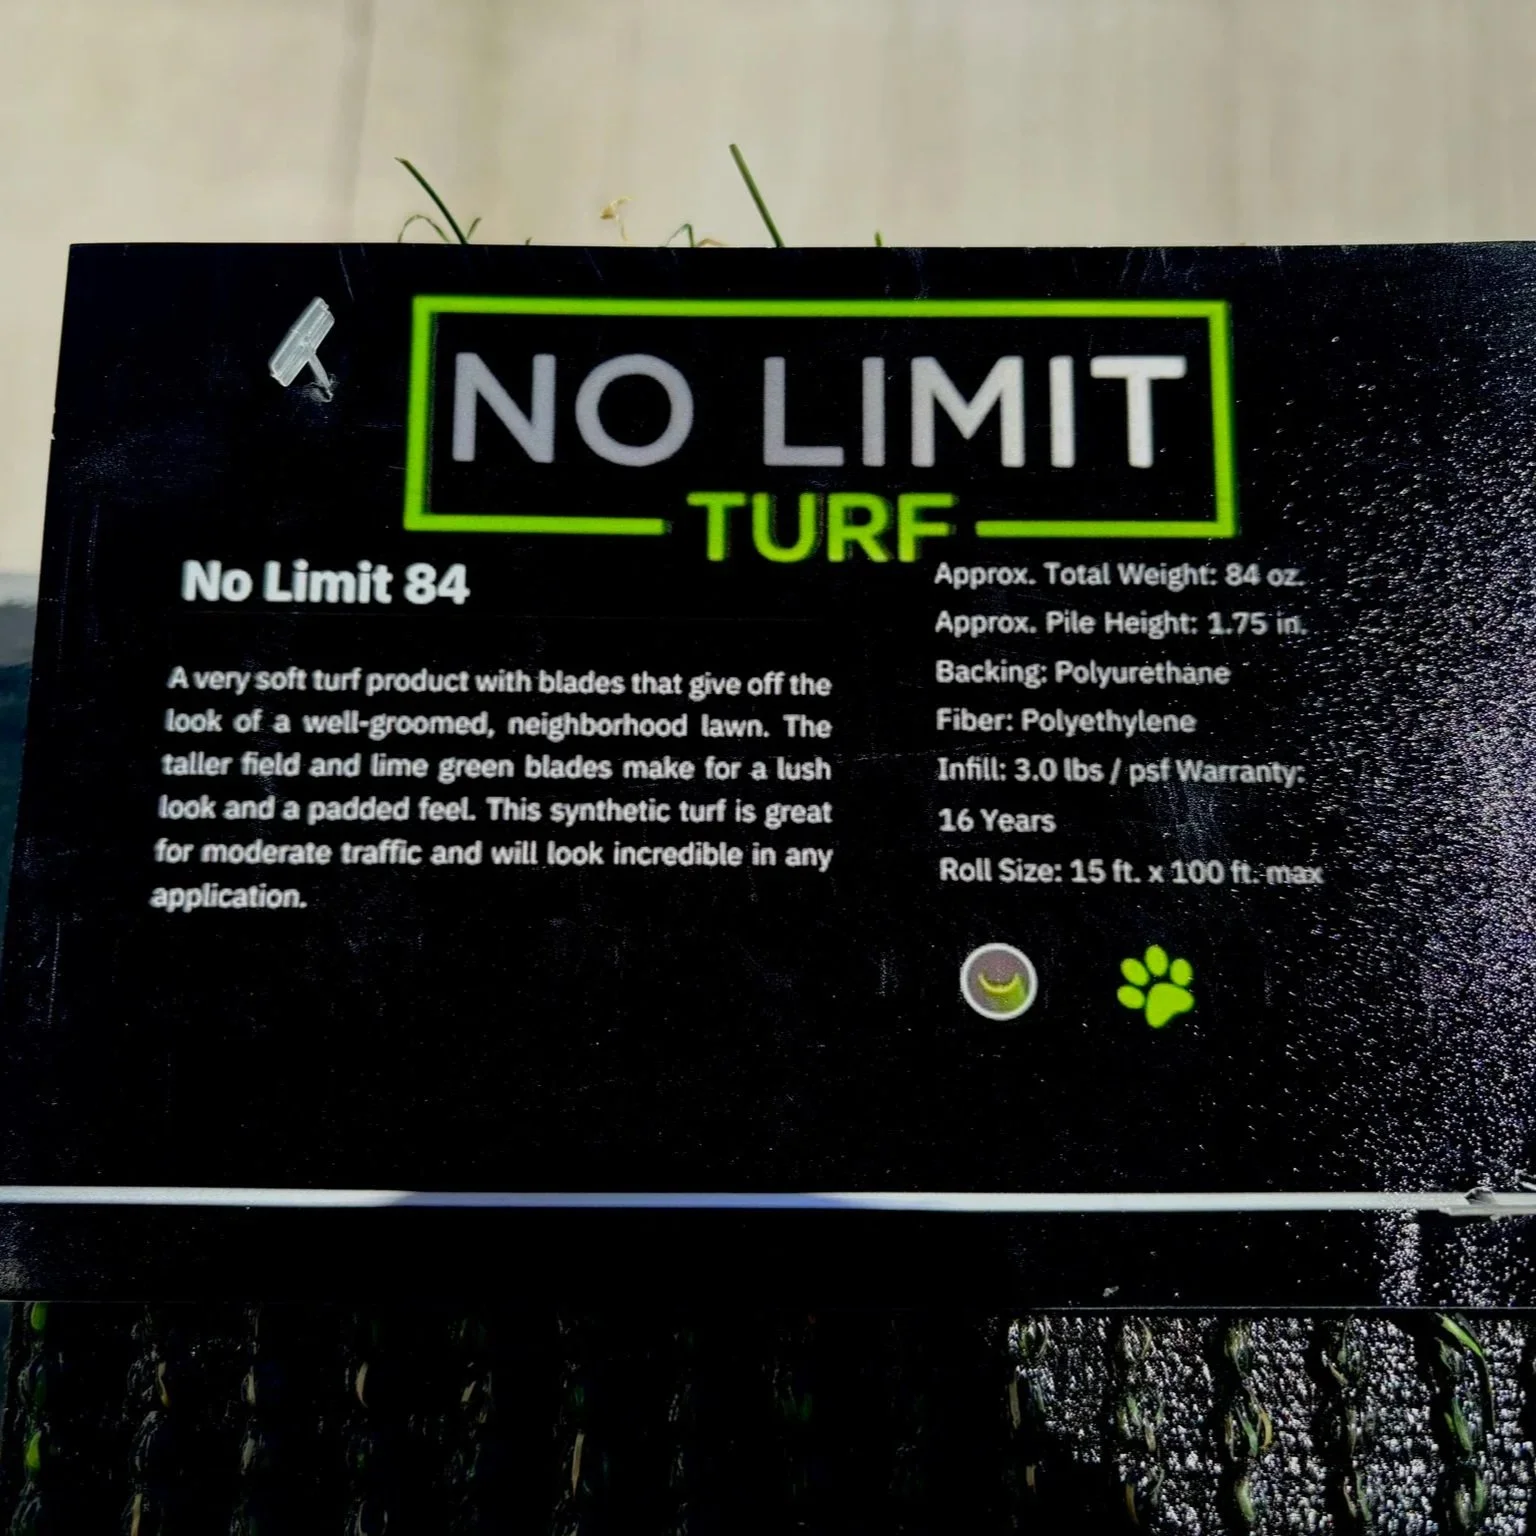 NO LIMIT
TURF
No Limit 84
A very soft turf product with blades that give off the
look of a well-groomed, neighborhood lawn. The
taller field and lime green blades make for a lush
look and a padded feel. This synthetic turf is great
for moderate traffic and will look incredible in any
application.
Approx. Total Weight: 84 oz.
Approx. Pile Height: 1.75 in.
Backing: Polyurethane
Fiber: Polyethylene
Infill: 3.0 lbs / psf Warranty:
16 Years
Roll Size: 15 ft. x 100 ft. max